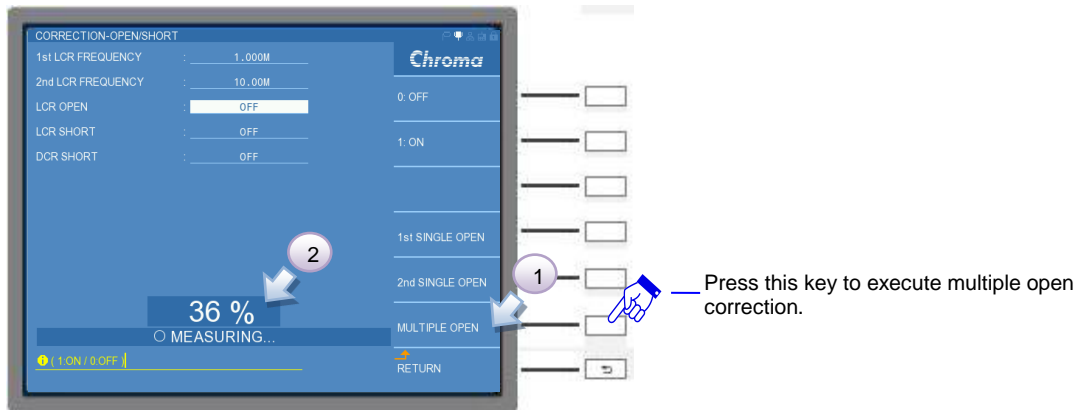 CORRECTION-OPEN/SHORT
Chroma
1st LCR FREQUENCY : 1.000M
2nd LCR FREQUENCY : 10.00M
LCR OPEN : OFF
LCR SHORT : OFF
DCR SHORT : OFF
0: OFF
1: ON
1st SINGLE OPEN
2nd SINGLE OPEN
MULTIPLE OPEN
RETURN
2
1
36 %
MEASURING...
( 1:ON / 0:OFF )
Press this key to execute multiple open
correction.